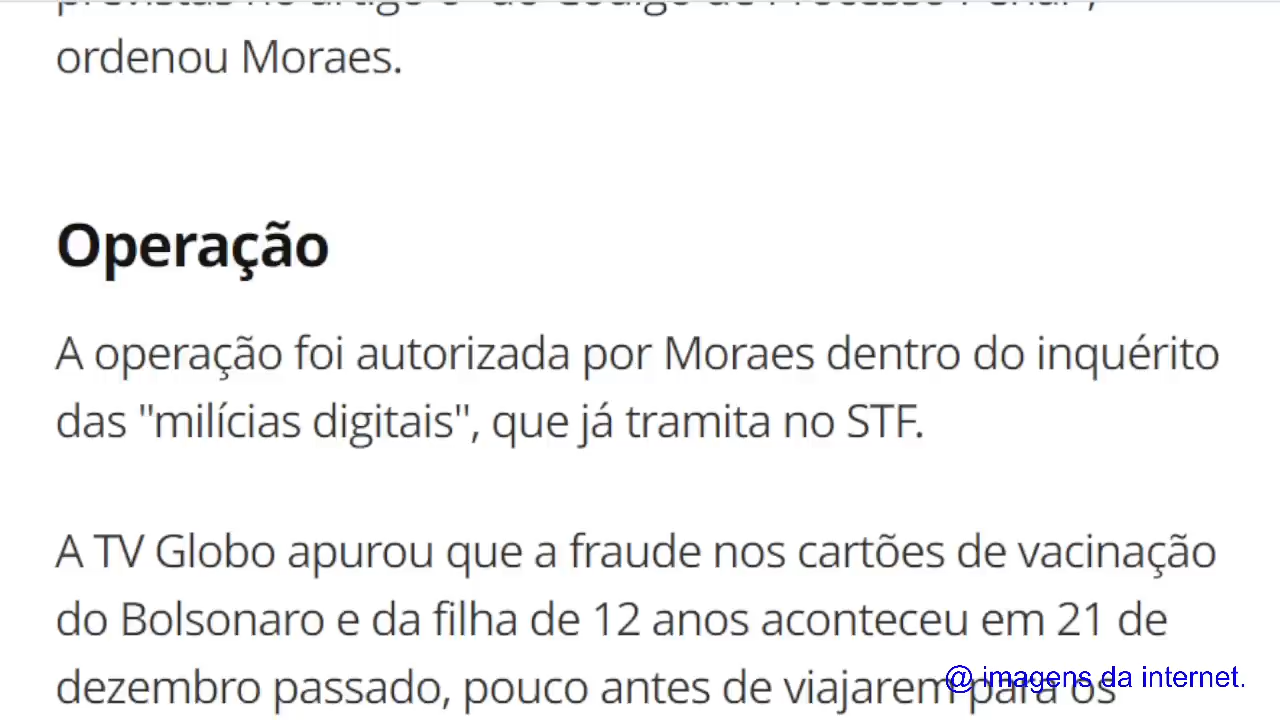 ordenou Moraes.
Operação
A operação foi autorizada por Moraes dentro do inquérito
das "milícias digitais", que já tramita no STF.
A TV Globo apurou que a fraude nos cartões de vacinação
do Bolsonaro e da filha de 12 anos aconteceu em 21 de
dezembro passado, pouco antes de viajarem para os
@ imagens da internet.